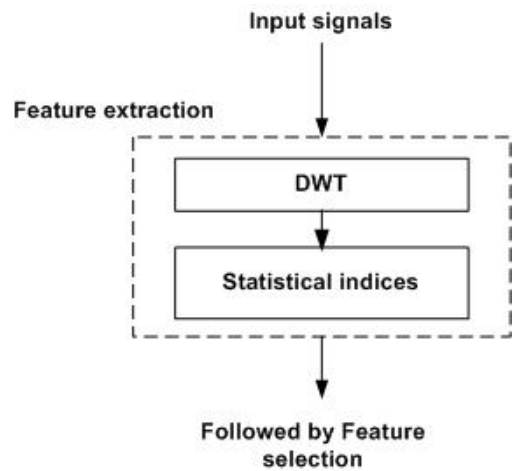 Input signals
Feature extraction
DWT
Statistical indices
Followed by Feature
selection